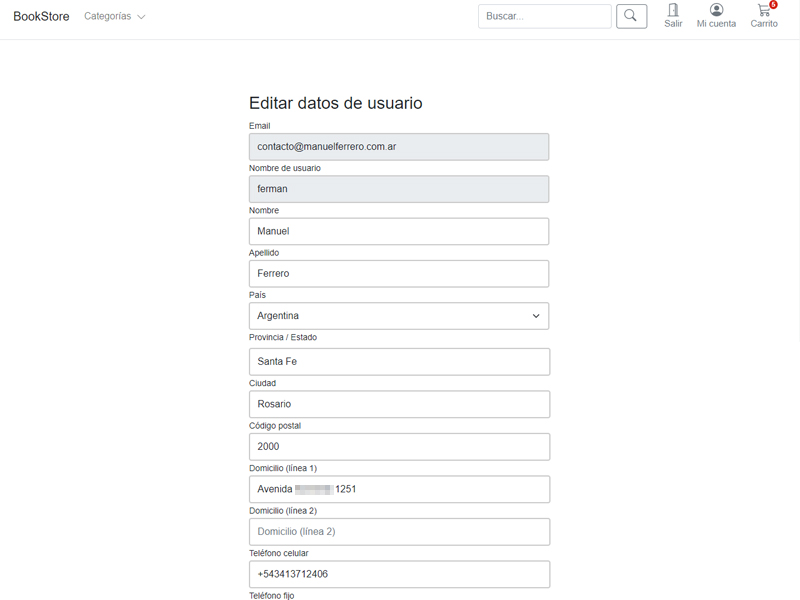 BookStore Categorías Buscar... Salir Mi cuenta 5 Carrito
Editar datos de usuario
Email
contacto@manuelferrero.com.ar
Nombre de usuario
ferman
Nombre
Manuel
Apellido
Ferrero
País
Argentina
Provincia / Estado
Santa Fe
Ciudad
Rosario
Código postal
2000
Domicilio (línea 1)
Avenida 1251
Domicilio (línea 2)
Domicilio (línea 2)
Teléfono celular
+543413712406
Teléfono fijo